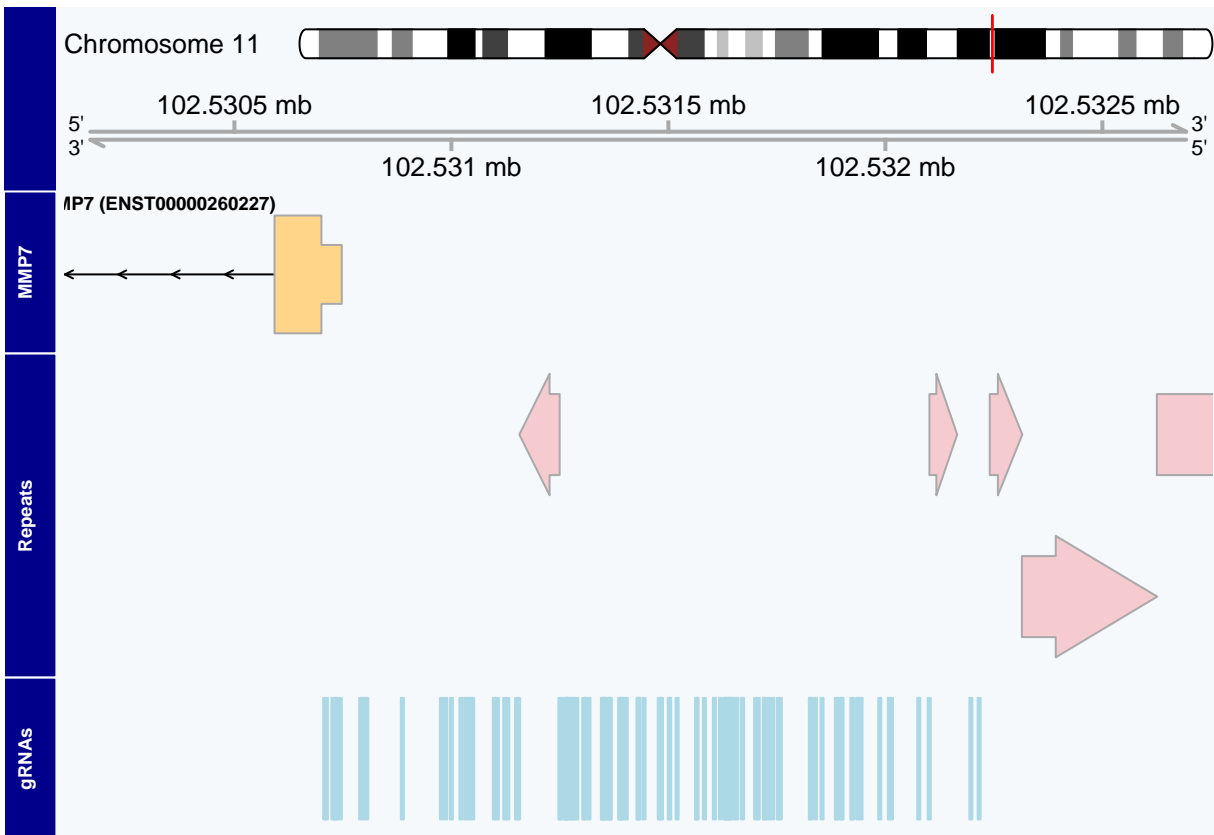 Chromosome 11
102.5305 mb
102.5315 mb
102.5325 mb
5'
3'
3'
5'
102.531 mb
102.532 mb
MMP7
MP7 (ENST00000260227)
Repeats
gRNAs